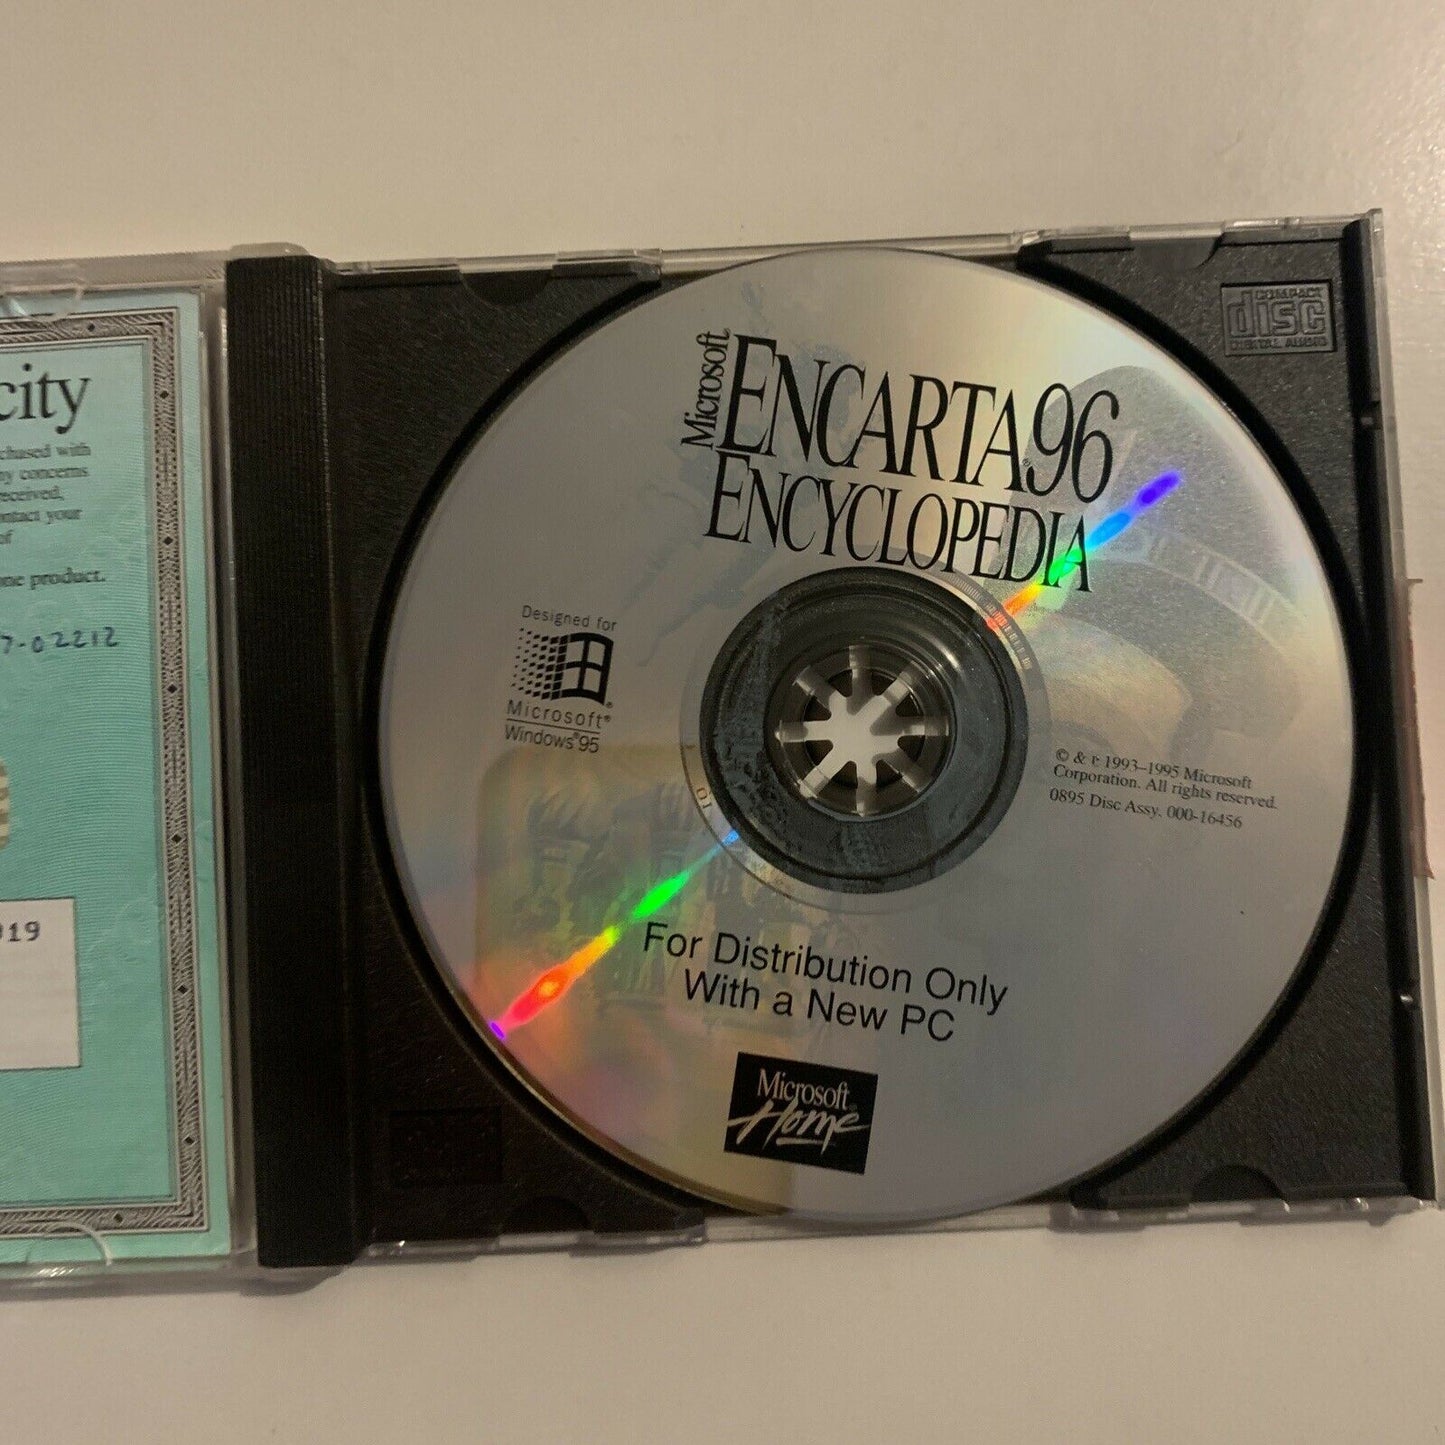 city
chased with
ny concerns
received,
ontact your
of
one product.
7-02212
919
COMPACT
disc
DIGITAL AUDIO
Microsoft
ENCARTA®96
ENCYCLOPEDIA
Designed for
Microsoft®
Windows®95
© & ℗ 1993–1995 Microsoft
Corporation. All rights reserved.
0895 Disc Assy. 000-16456
For Distribution Only
With a New PC
Microsoft®
Home